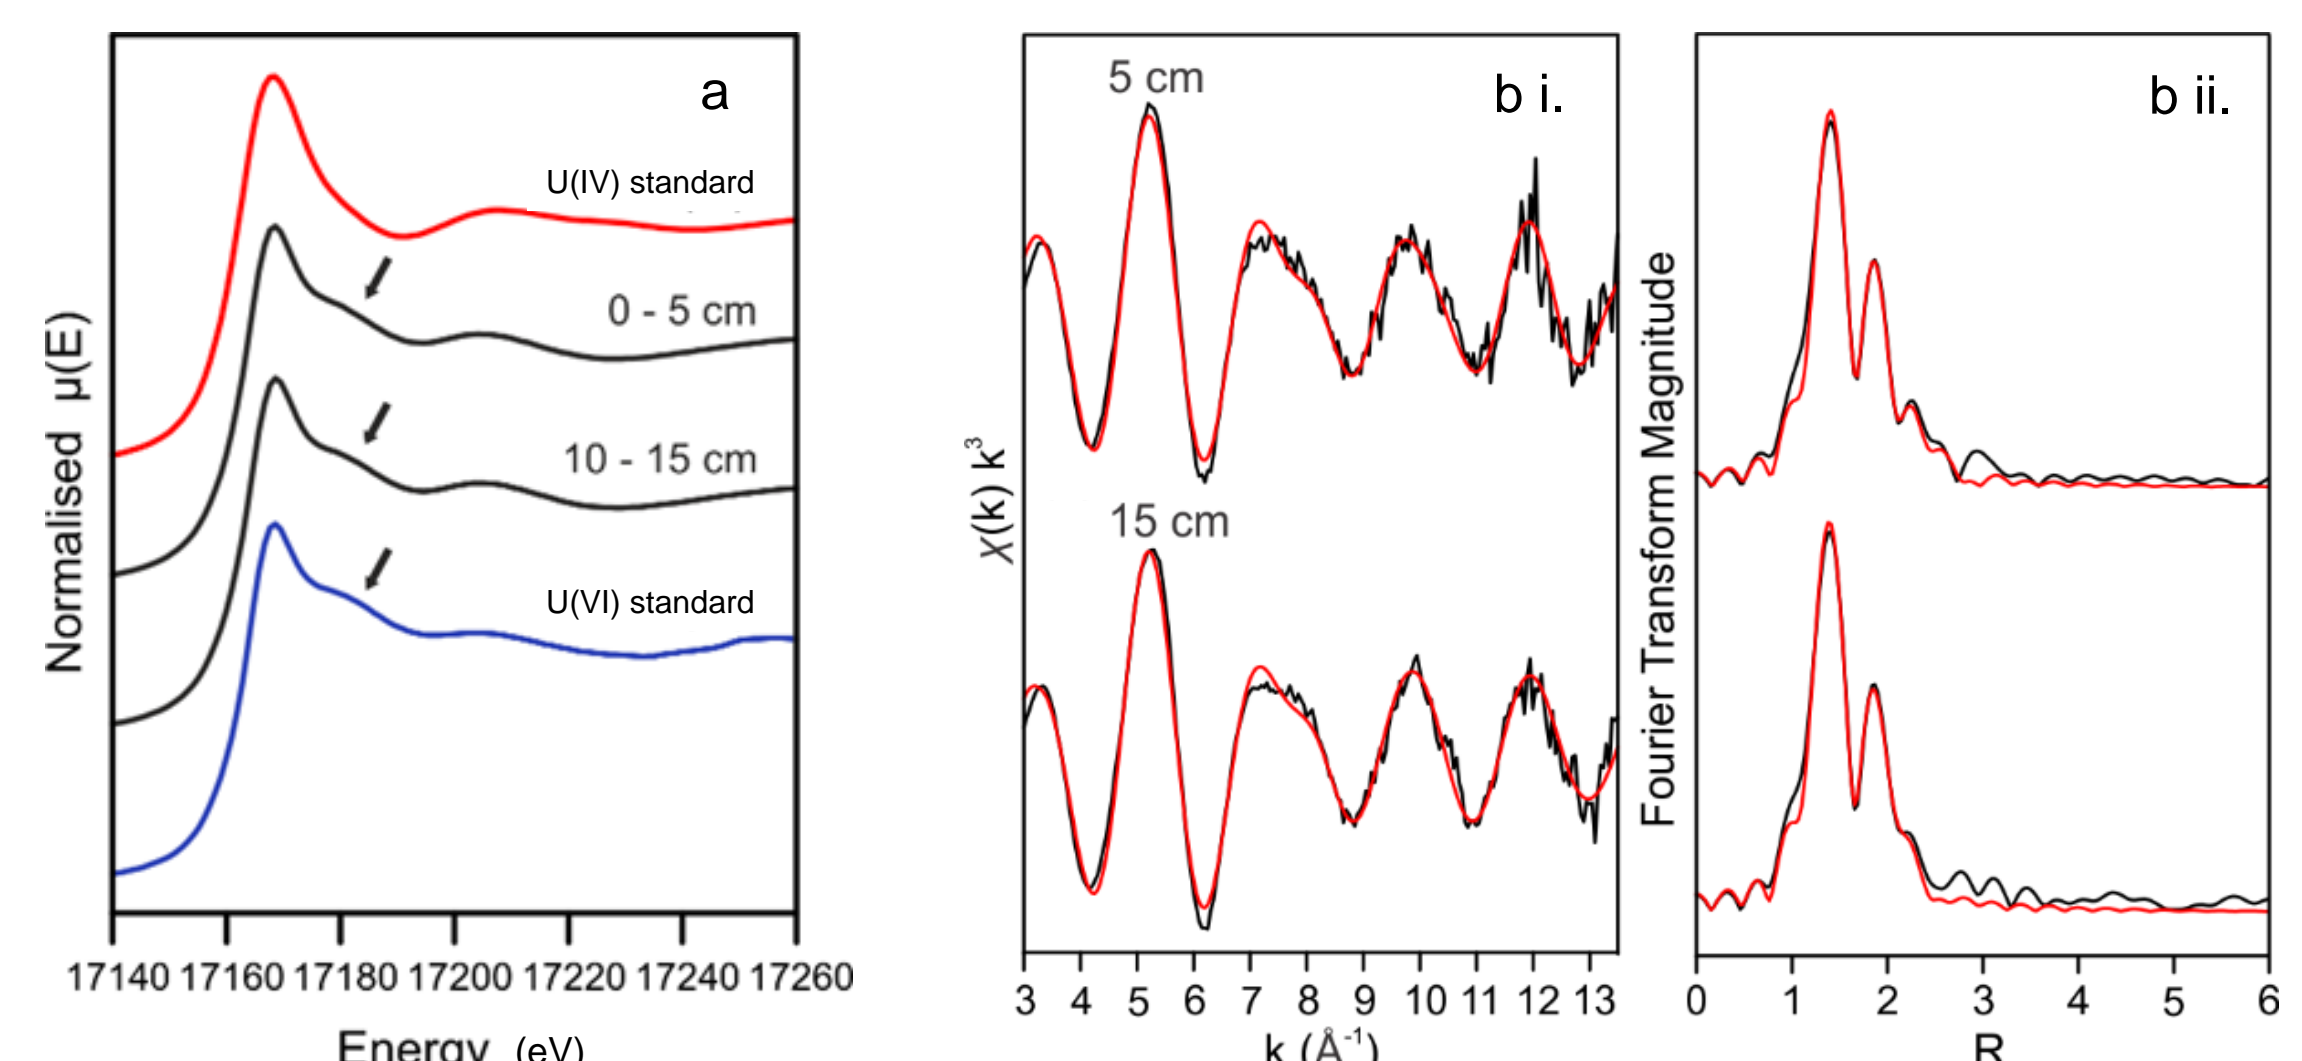 a
U(IV) standard
0 - 5 cm
10 - 15 cm
U(VI) standard
Normalised μ(E)
17140 17160 17180 17200 17220 17240 17260
Energy (eV)
b i.
5 cm
15 cm
χ(k) k³
3 4 5 6 7 8 9 10 11 12 13
k (Å⁻¹)
b ii.
Fourier Transform Magnitude
0 1 2 3 4 5 6
R